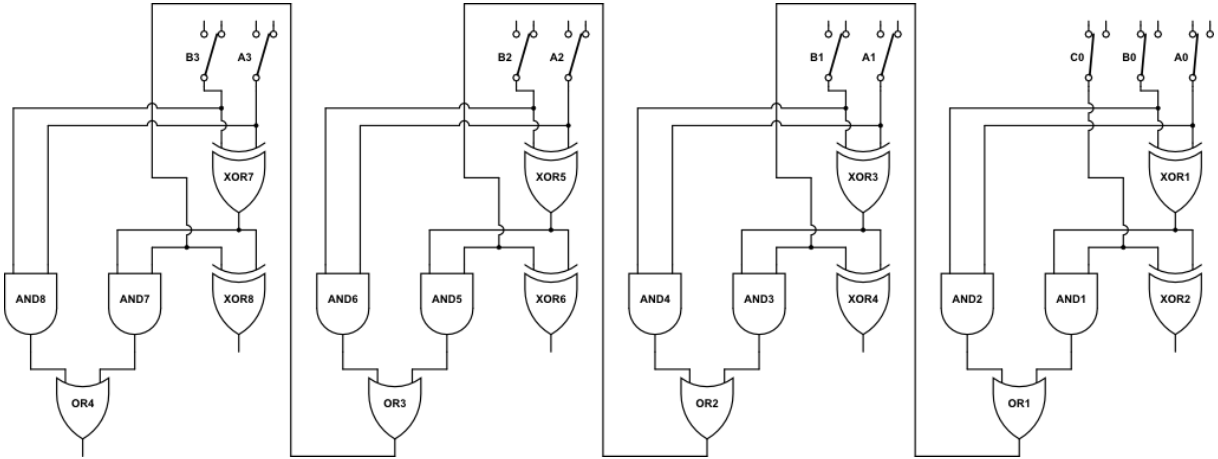 B3 A3 B2 A2 B1 A1 C0 B0 A0
XOR7 XOR5 XOR3 XOR1
AND8 AND7 XOR8 AND6 AND5 XOR6 AND4 AND3 XOR4 AND2 AND1 XOR2
OR4 OR3 OR2 OR1